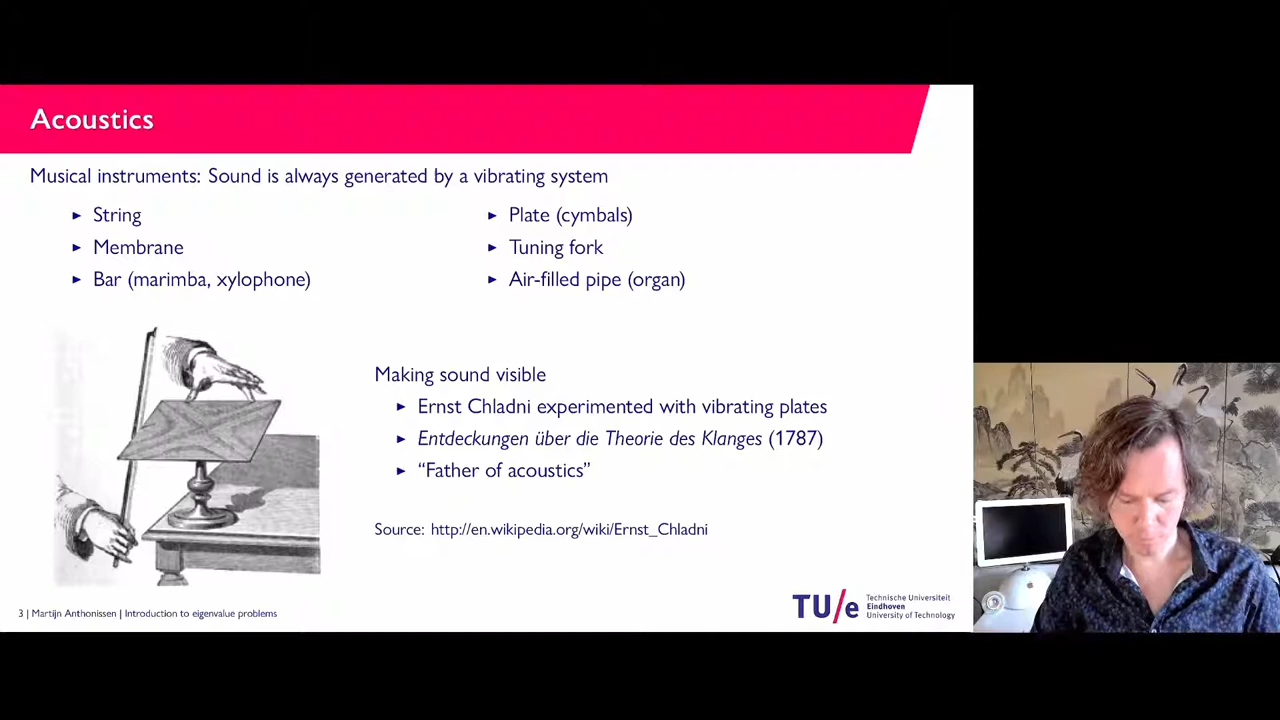 Acoustics
Musical instruments: Sound is always generated by a vibrating system
► String
► Membrane
► Bar (marimba, xylophone)
► Plate (cymbals)
► Tuning fork
► Air-filled pipe (organ)
Making sound visible
► Ernst Chladni experimented with vibrating plates
► Entdeckungen über die Theorie des Klanges (1787)
► “Father of acoustics”
Source: http://en.wikipedia.org/wiki/Ernst_Chladni
3 | Martijn Anthonissen | Introduction to eigenvalue problems
TU/e
Technische Universiteit
Eindhoven
University of Technology